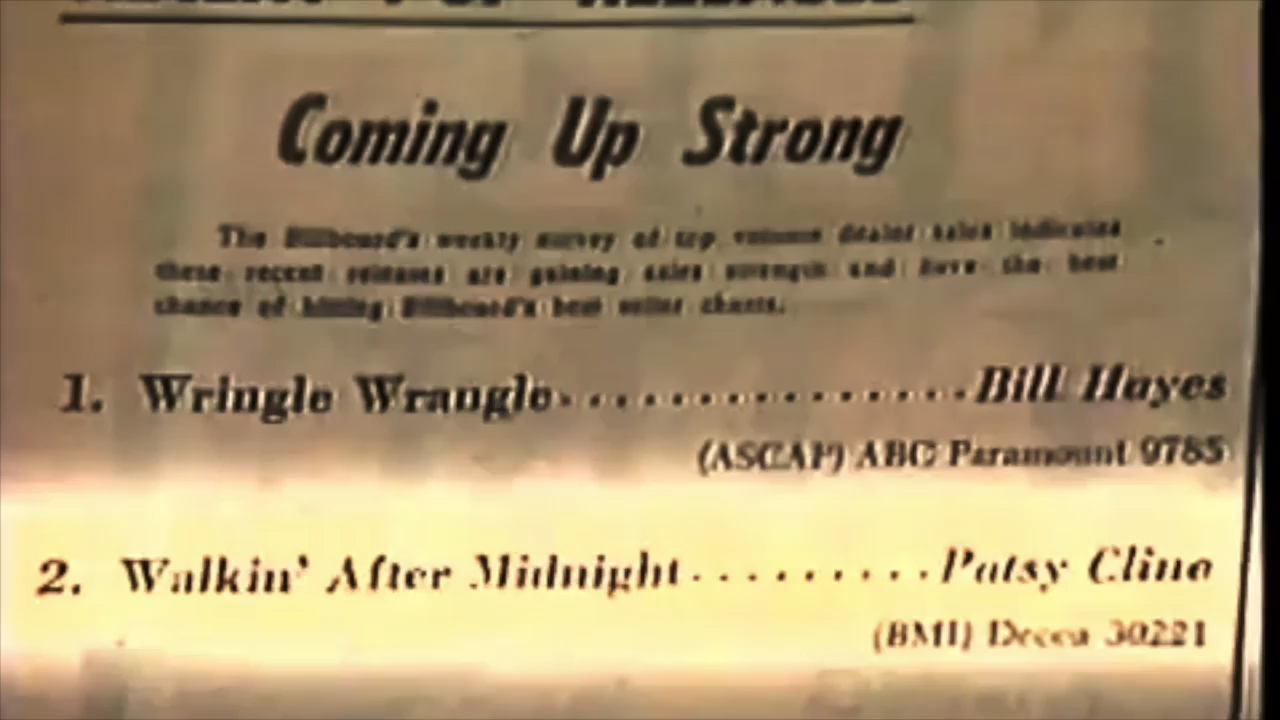 Coming Up Strong
The Billboard's weekly survey of top volume dealer sales indicates
these recent releases are gaining sales strength and have the best
chance of hitting Billboard's best seller charts.
1. Wringle Wrangle...............Bill Hayes
(ASCAP) ABC Paramount 9785
2. Walkin' After Midnight.........Patsy Cline
(BMI) Decca 30221